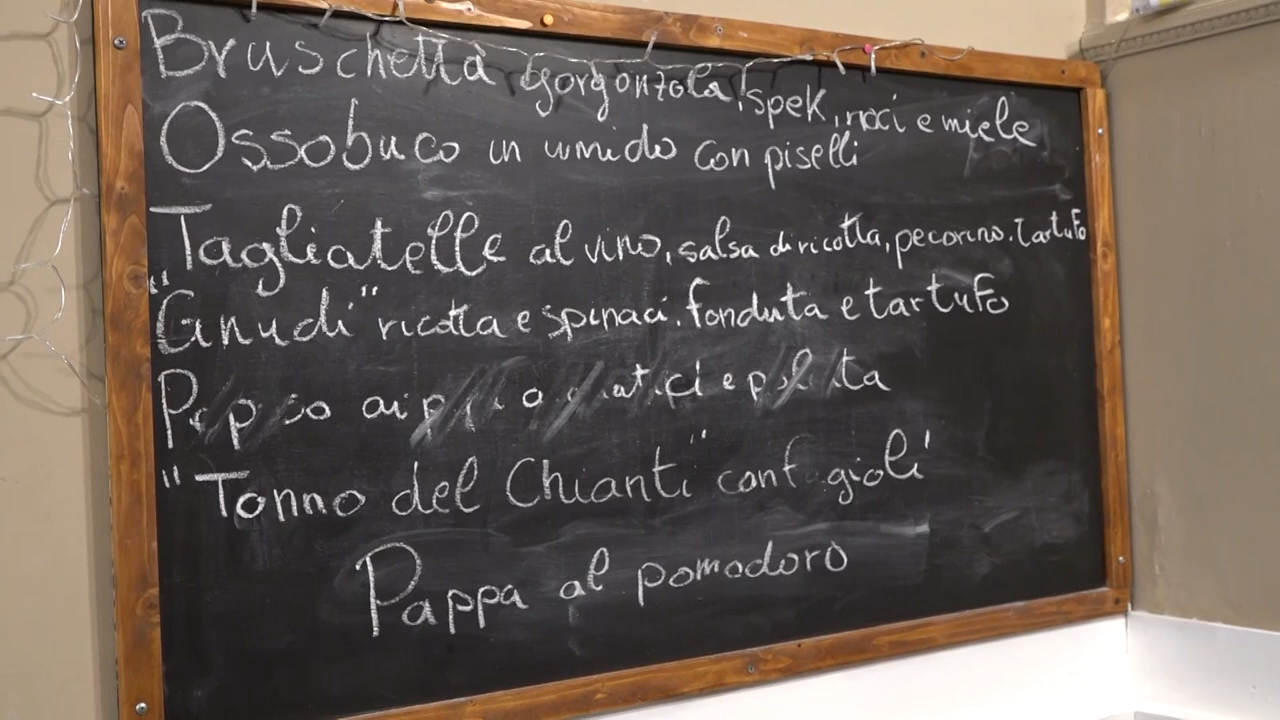 Bruschetta gorgonzola, spek, noci e miele
Ossobuco in umido con piselli
Tagliatelle al vino, salsa di ricotta, pecorino. tartufo
"Gnudi" ricotta e spinaci. fonduta e tartufo
e
"Tonno del Chianti" con fagioli
Pappa al pomodoro